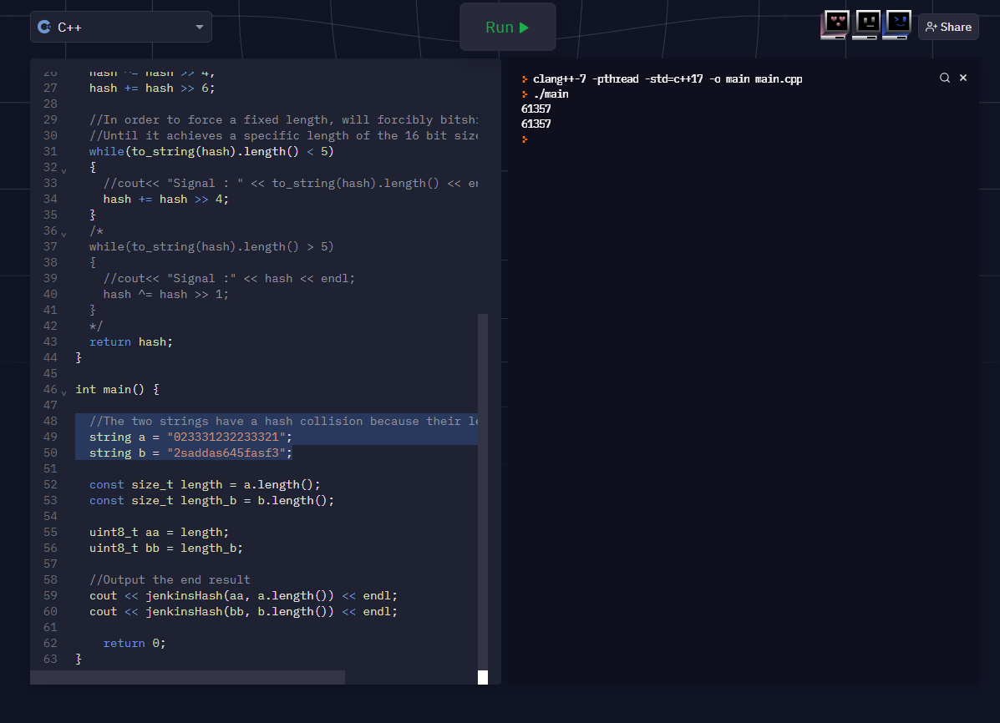 C++
Run
Share
26 hash ^= hash >> 4;
27 hash += hash >> 6;
28
29 //In order to force a fixed length, will forcibly bitshi
30 //Until it achieves a specific length of the 16 bit size
31 while(to_string(hash).length() < 5)
32 {
33 //cout<< "Signal : " << to_string(hash).length() << en
34 hash += hash >> 4;
35 }
36 /*
37 while(to_string(hash).length() > 5)
38 {
39 //cout<< "Signal :" << hash << endl;
40 hash ^= hash >> 1;
41 }
42 */
43 return hash;
44 }
45
46 int main() {
47
48 //The two strings have a hash collision because their le
49 string a = "023331232233321";
50 string b = "2saddas645fasf3";
51
52 const size_t length = a.length();
53 const size_t length_b = b.length();
54
55 uint8_t aa = length;
56 uint8_t bb = length_b;
57
58 //Output the end result
59 cout << jenkinsHash(aa, a.length()) << endl;
60 cout << jenkinsHash(bb, b.length()) << endl;
61
62 return 0;
63 }
clang++-7 -pthread -std=c++17 -o main main.cpp
./main
61357
61357